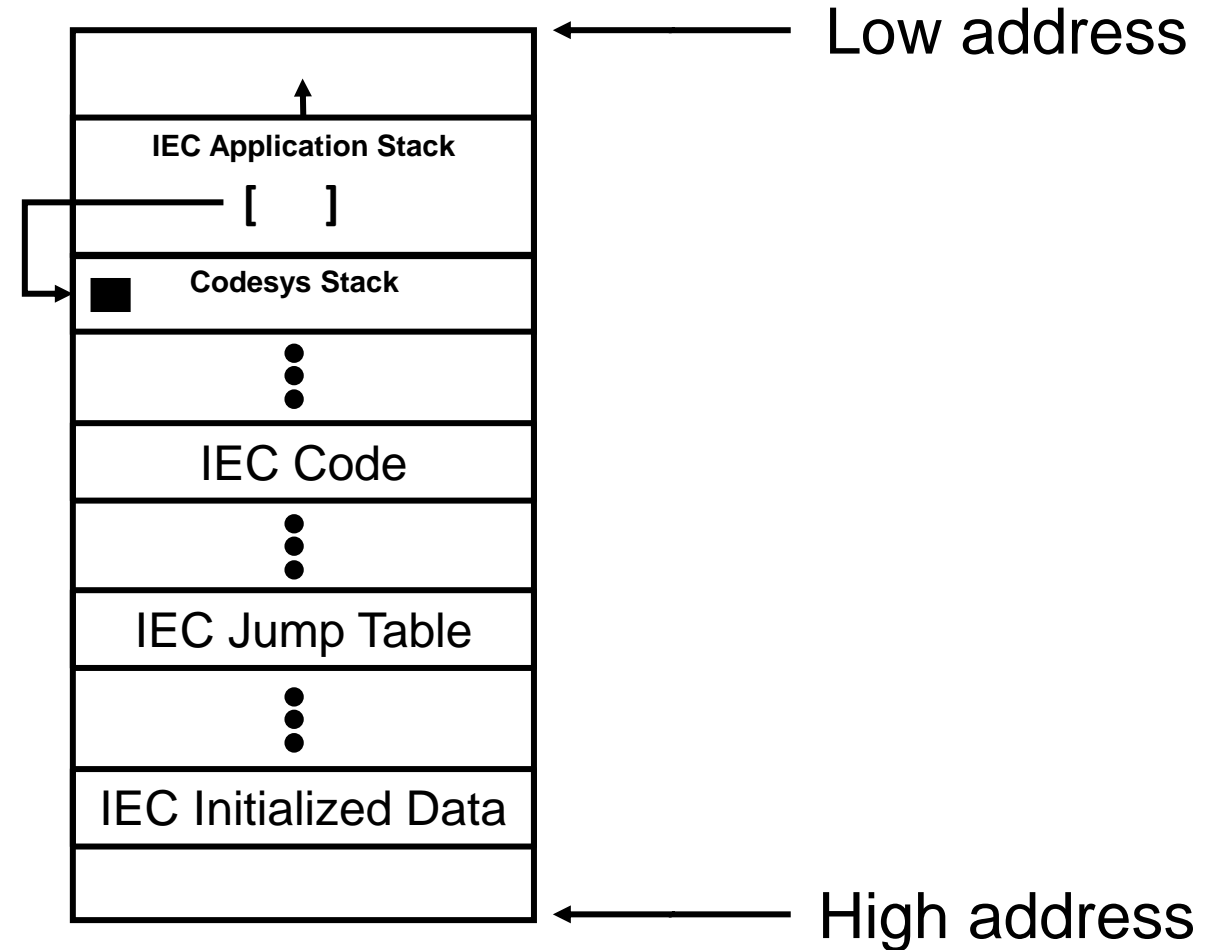 Low address
IEC Application Stack
[ ]
Codesys Stack
IEC Code
IEC Jump Table
IEC Initialized Data
High address